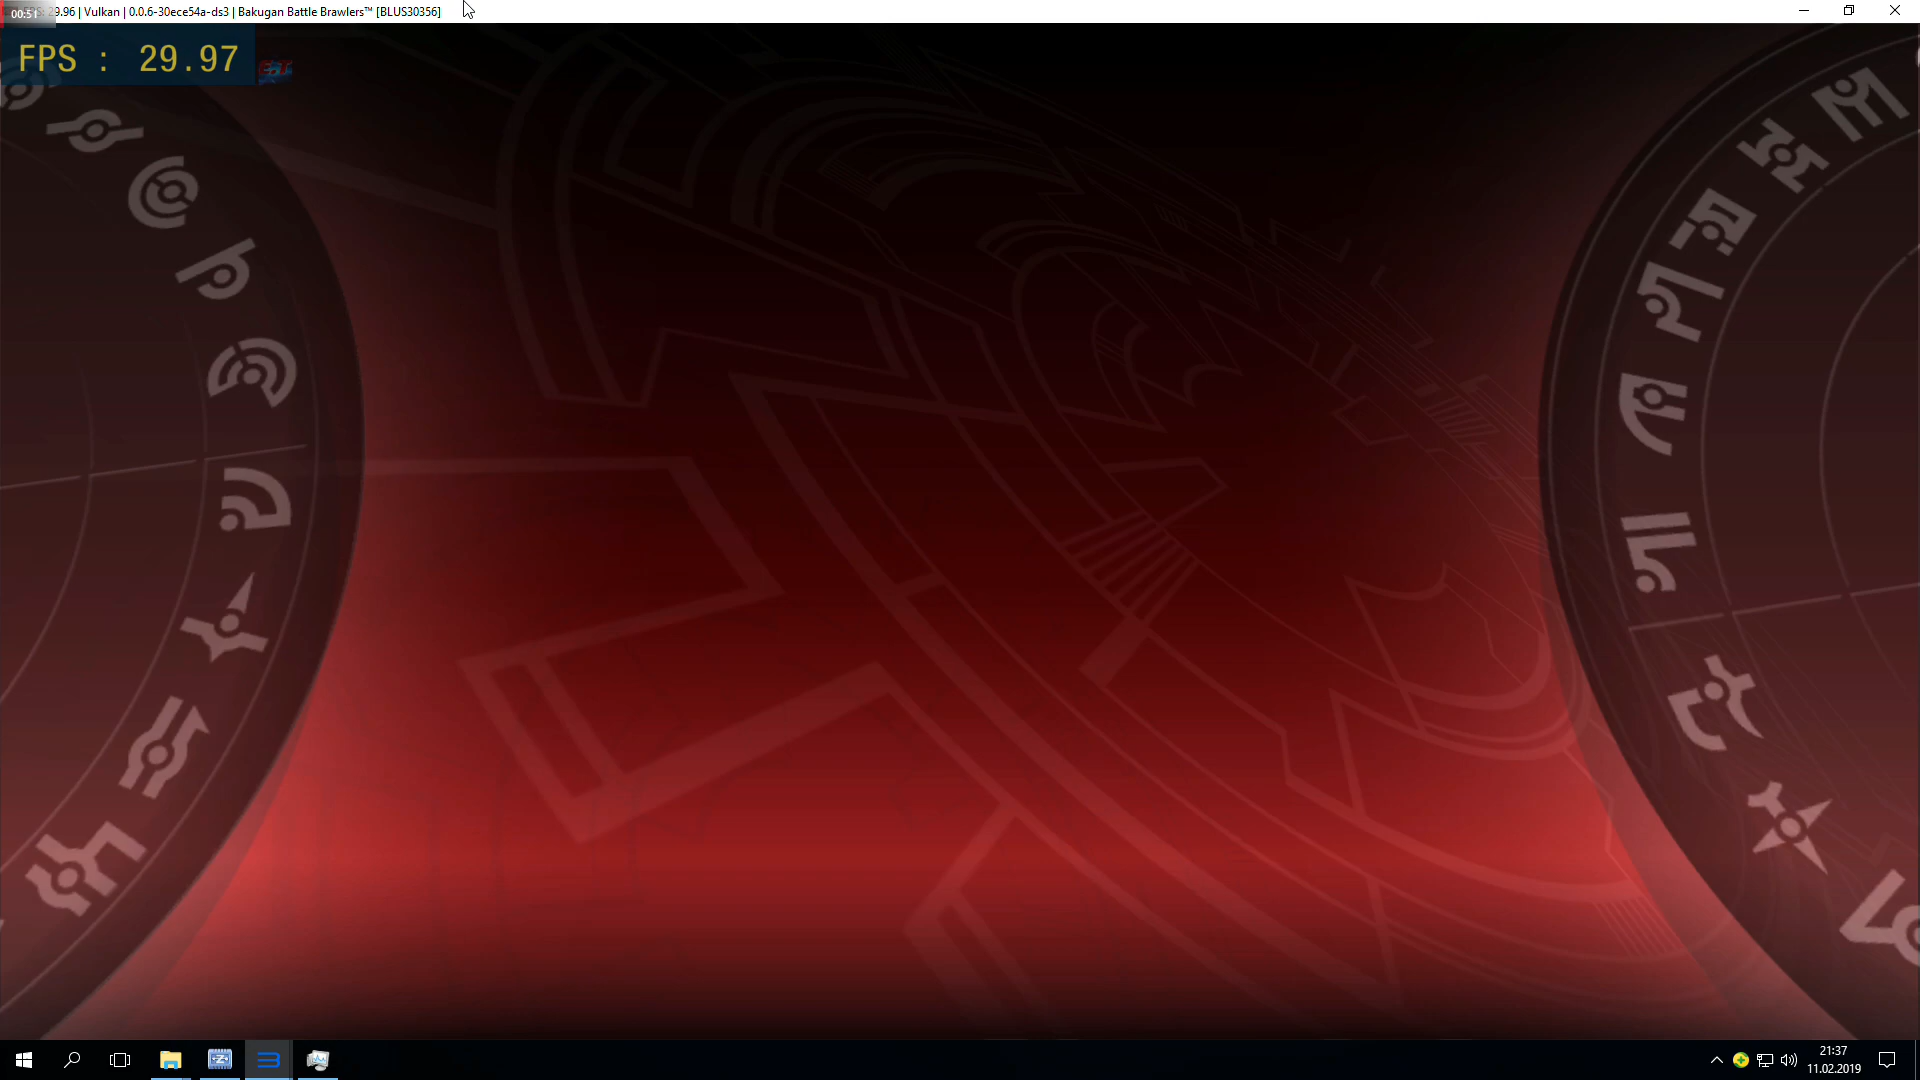 00:51 29.96 | Vulkan | 0.0.6-30ece54a-ds3 | Bakugan Battle Brawlers™ [BLUS30356]
FPS : 29.97
21:37
11.02.2019